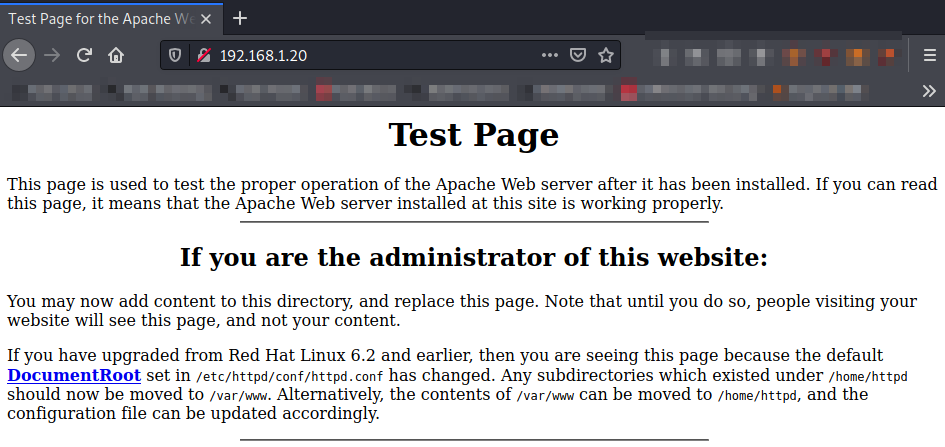 Test Page for the Apache We
192.168.1.20
Test Page
This page is used to test the proper operation of the Apache Web server after it has been installed. If you can read
this page, it means that the Apache Web server installed at this site is working properly.
If you are the administrator of this website:
You may now add content to this directory, and replace this page. Note that until you do so, people visiting your
website will see this page, and not your content.
If you have upgraded from Red Hat Linux 6.2 and earlier, then you are seeing this page because the default
DocumentRoot set in /etc/httpd/conf/httpd.conf has changed. Any subdirectories which existed under /home/httpd
should now be moved to /var/www. Alternatively, the contents of /var/www can be moved to /home/httpd, and the
configuration file can be updated accordingly.